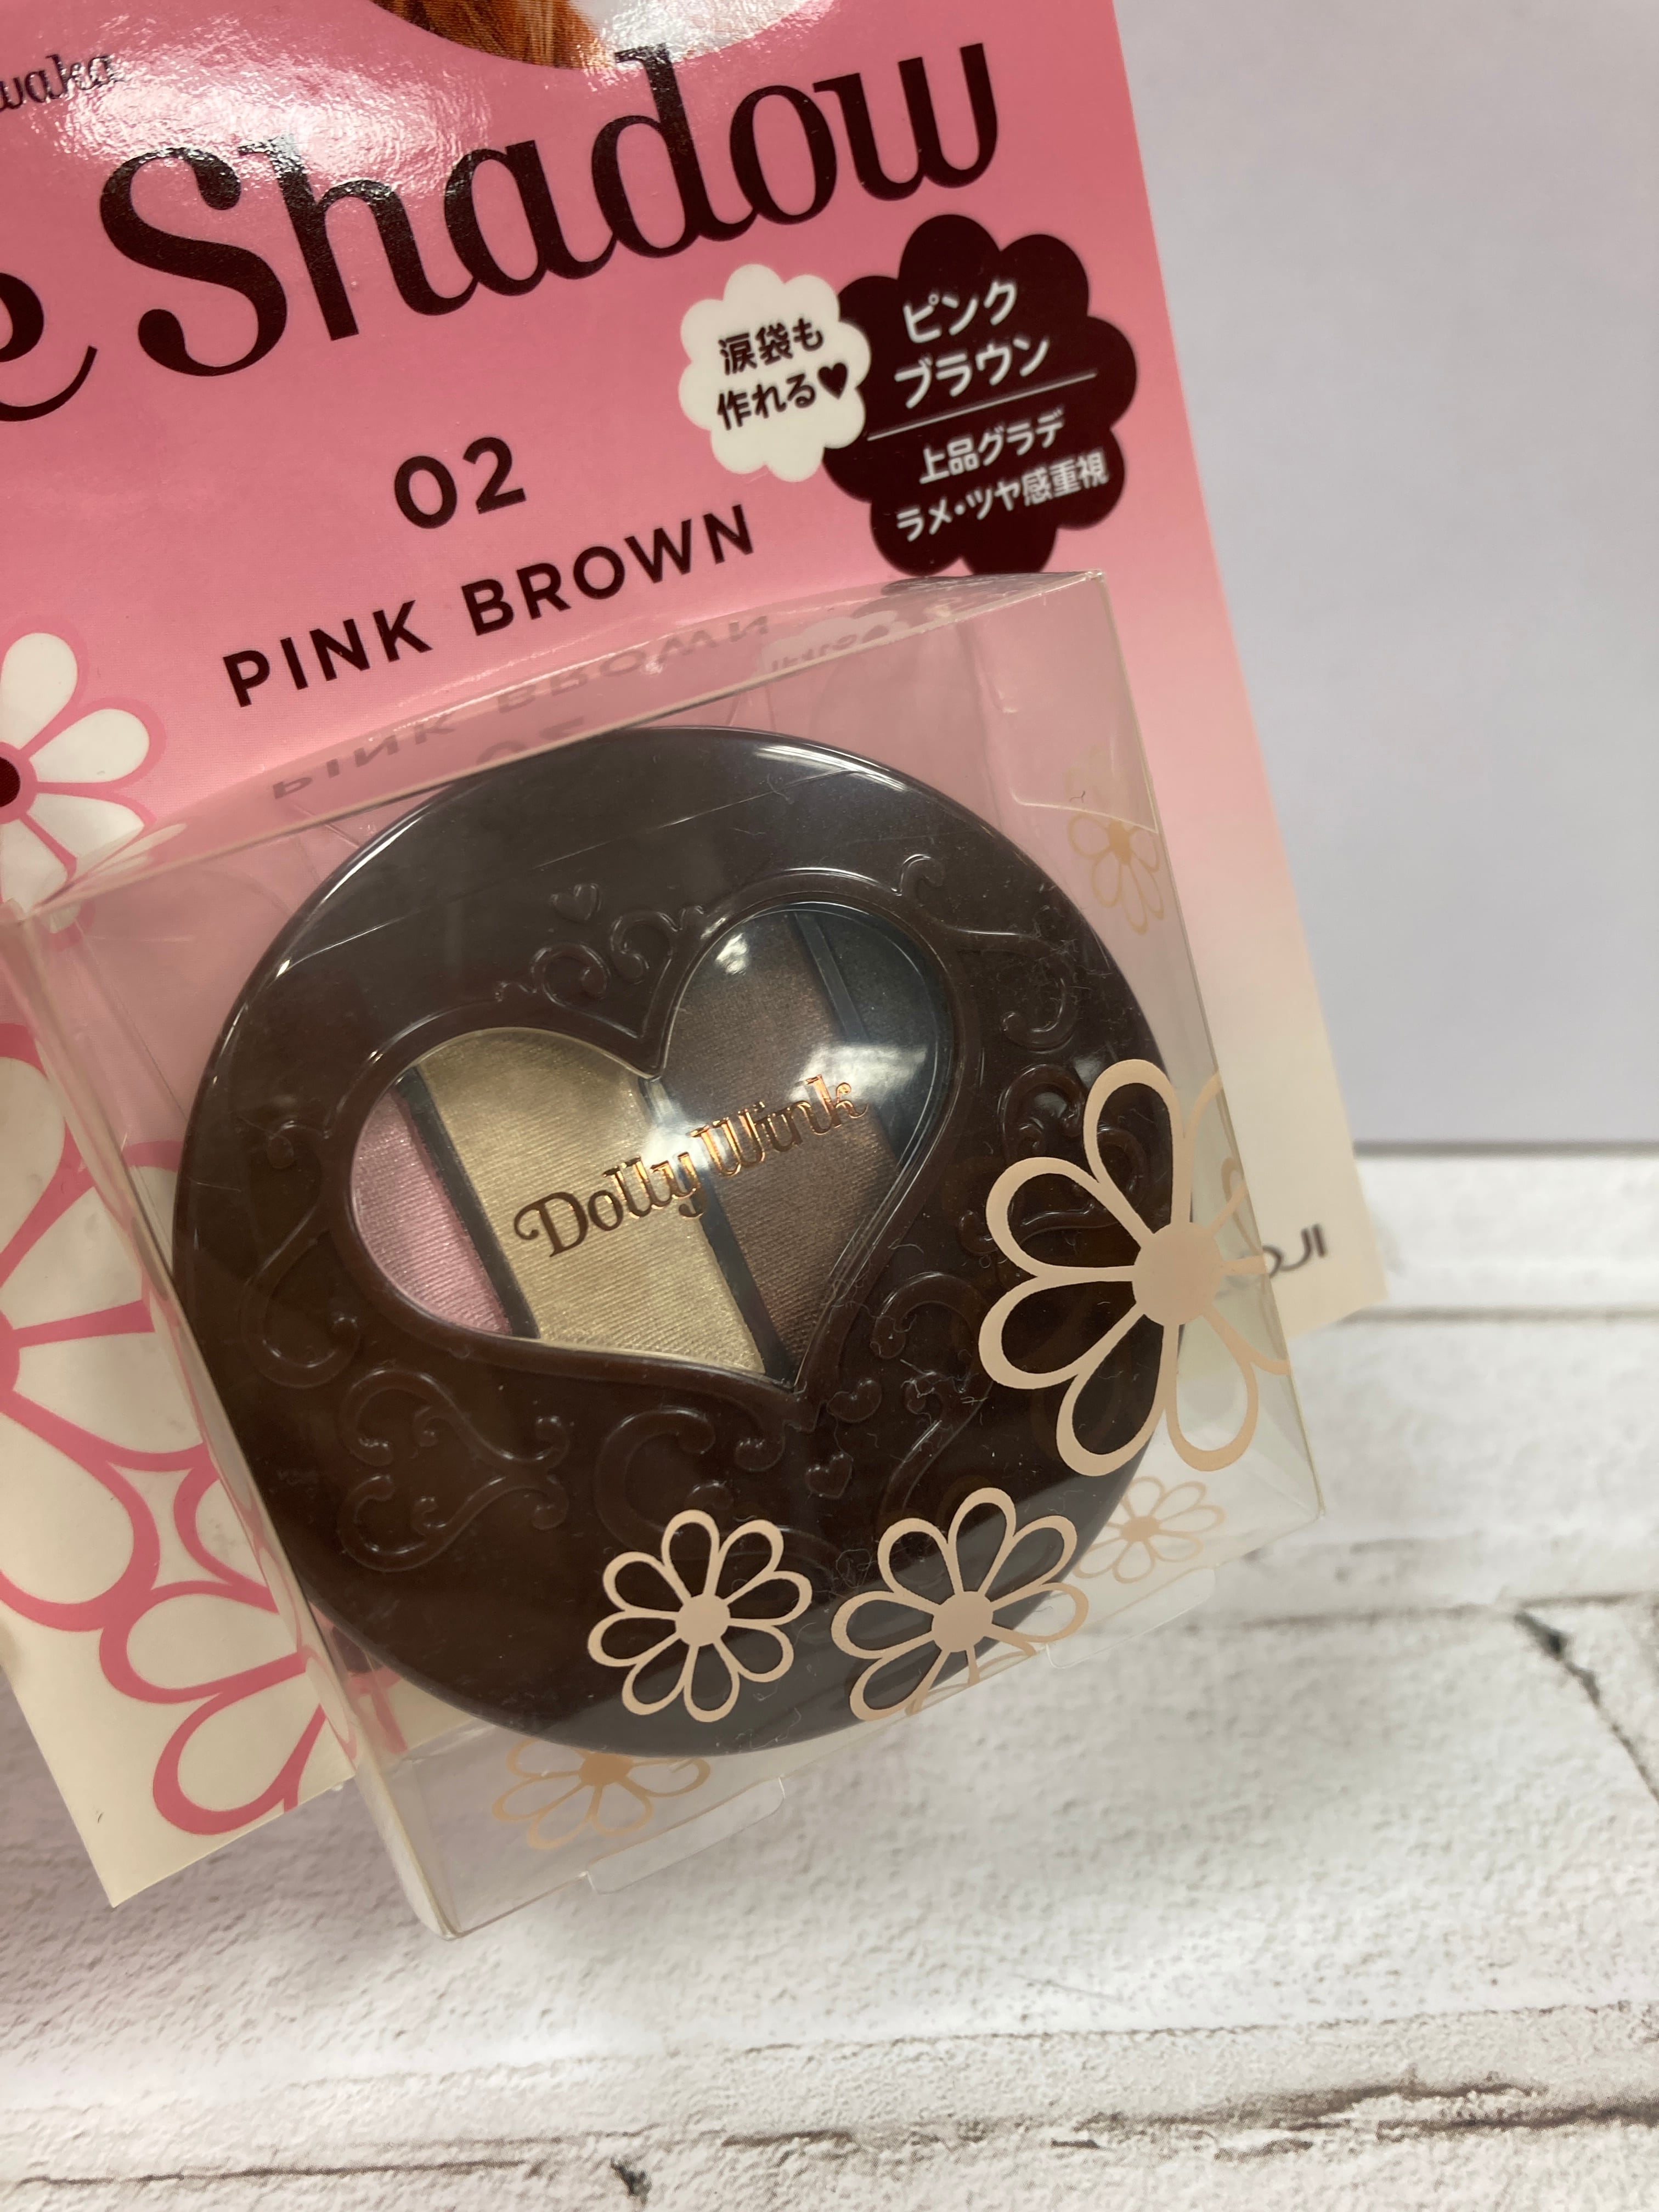 Shadow
涙袋も
作れる♥
ピンク
ブラウン
上品グラデ
ラメ・ツヤ感重視
02
PINK BROWN
Dolly Wink